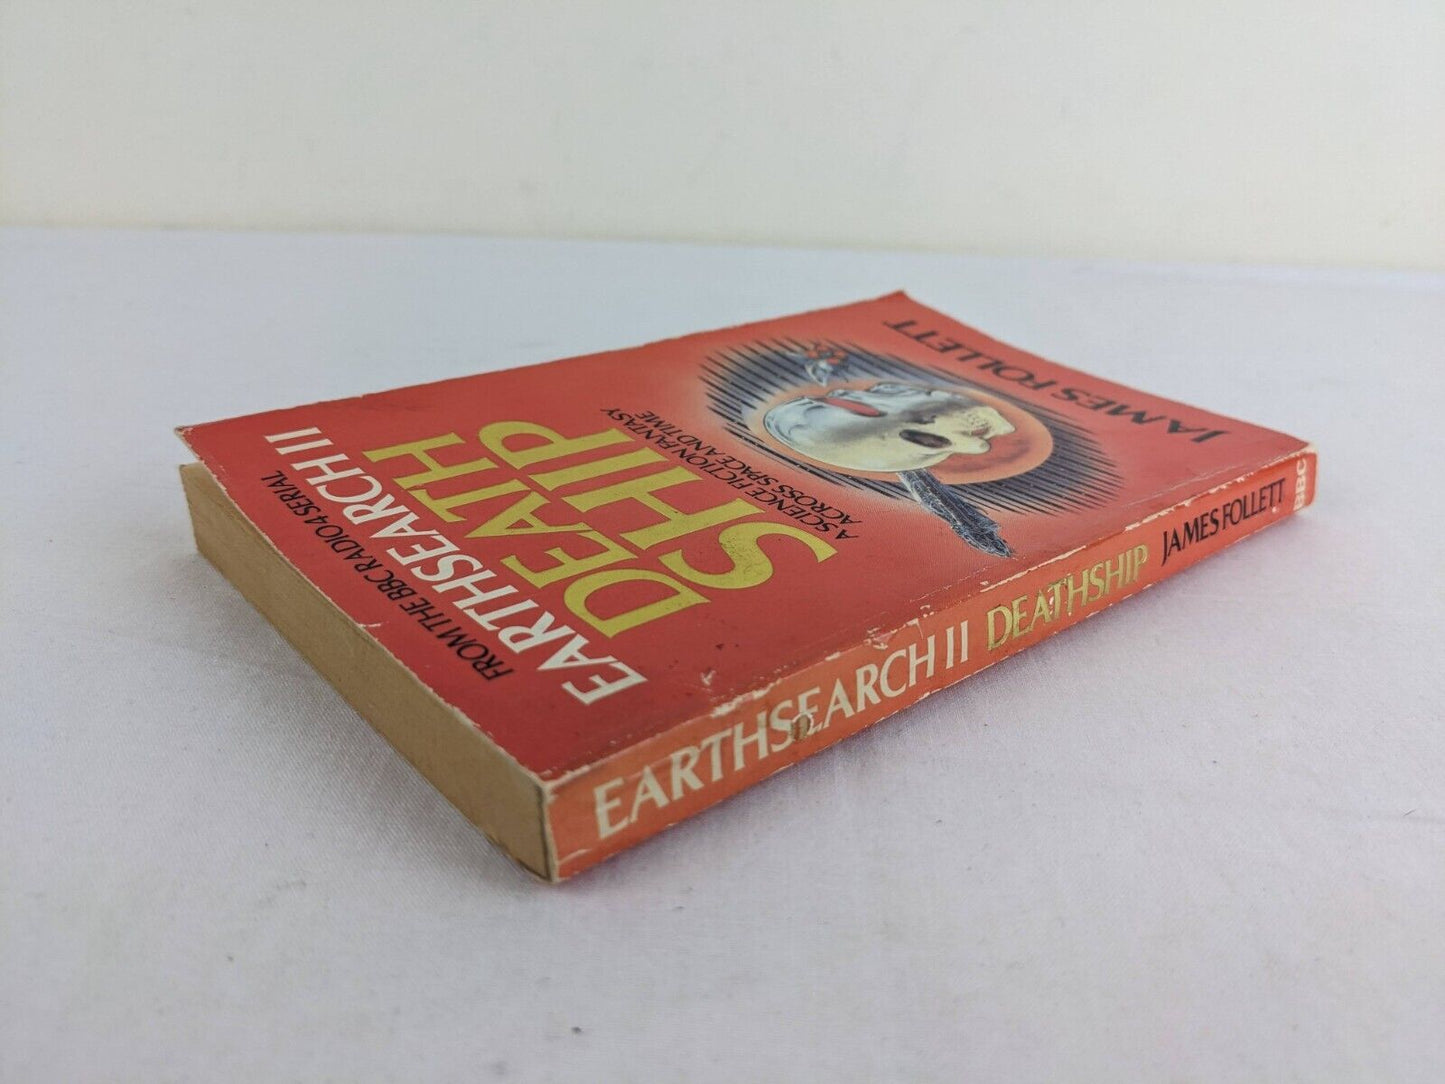 FROM THE BBC RADIO 4 SERIAL
EARTHSEARCH II
DEATH
SHIP
A SCIENCE FICTION FANTASY
ACROSS SPACE AND TIME
JAMES FOLLETT
EARTHSEARCH II DEATHSHIP JAMES FOLLETT BBC